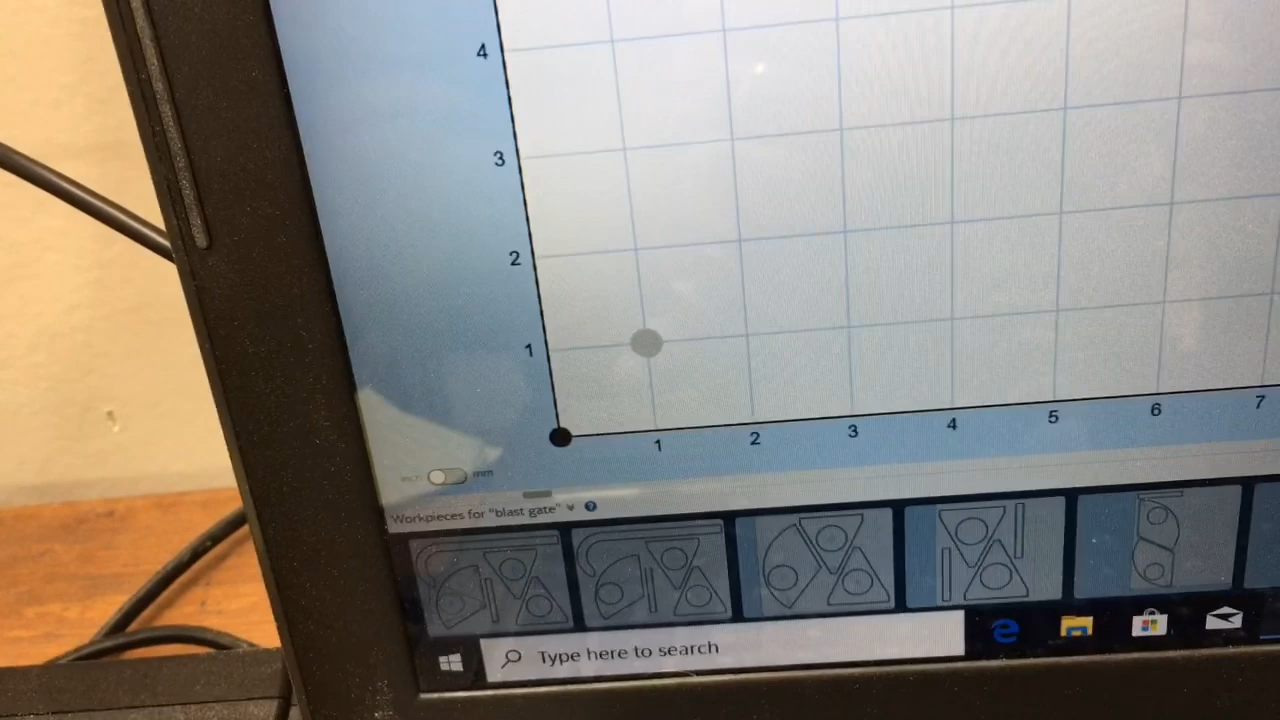 4
3
2
1
1 2 3 4 5 6 7
inch mm
Workpieces for "blast gate"
Type here to search